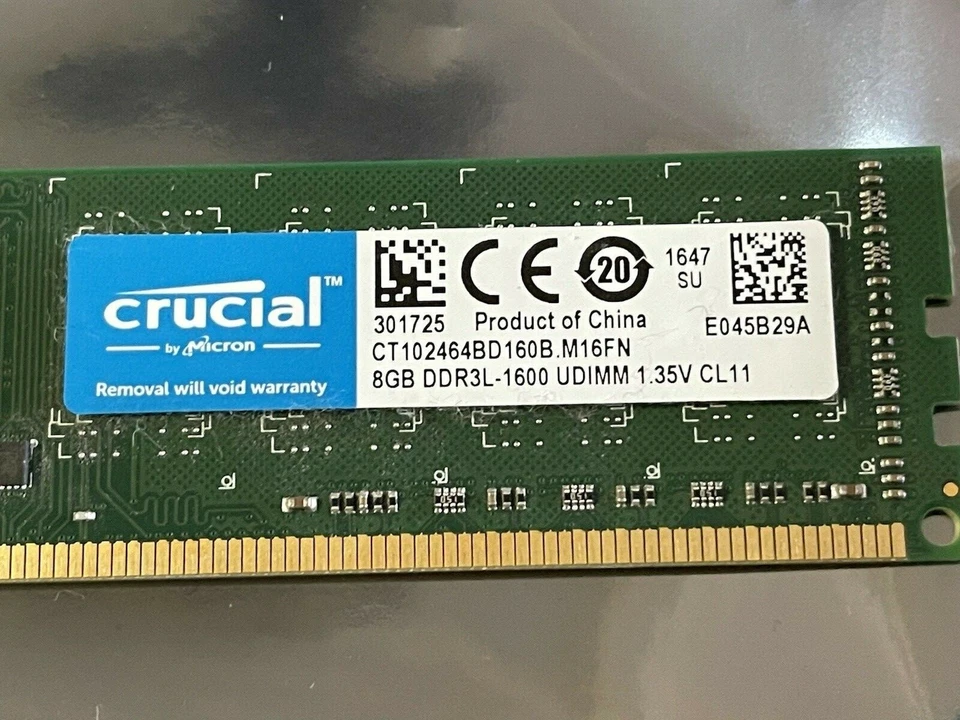 crucial™
by Micron
Removal will void warranty
20
1647
SU
301725 Product of China
E045B29A
CT102464BD160B.M16FN
8GB DDR3L-1600 UDIMM 1.35V CL11